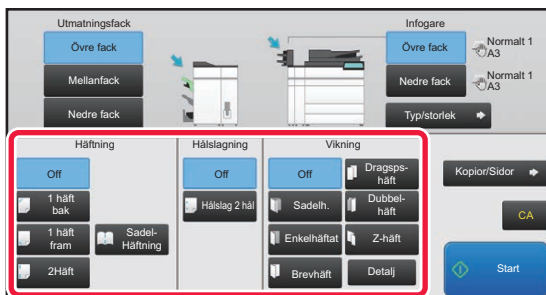 Utmatningsfack
Infogare
Övre fack
Mellanfack
Nedre fack
Övre fack
Normalt 1
A3
Nedre fack
Normalt 1
A3
Typ/storlek
Häftning
Off
1 häft
bak
1 häft
fram
2Häft
Sadel-
Häftning
Hålslagning
Off
Hålslag 2 hål
Vikning
Off
Sadelh.
Enkelhäftat
Brevhäft
Dragsps-
häft
Dubbel-
häft
Z-häft
Detalj
Kopior/Sidor
CA
Start